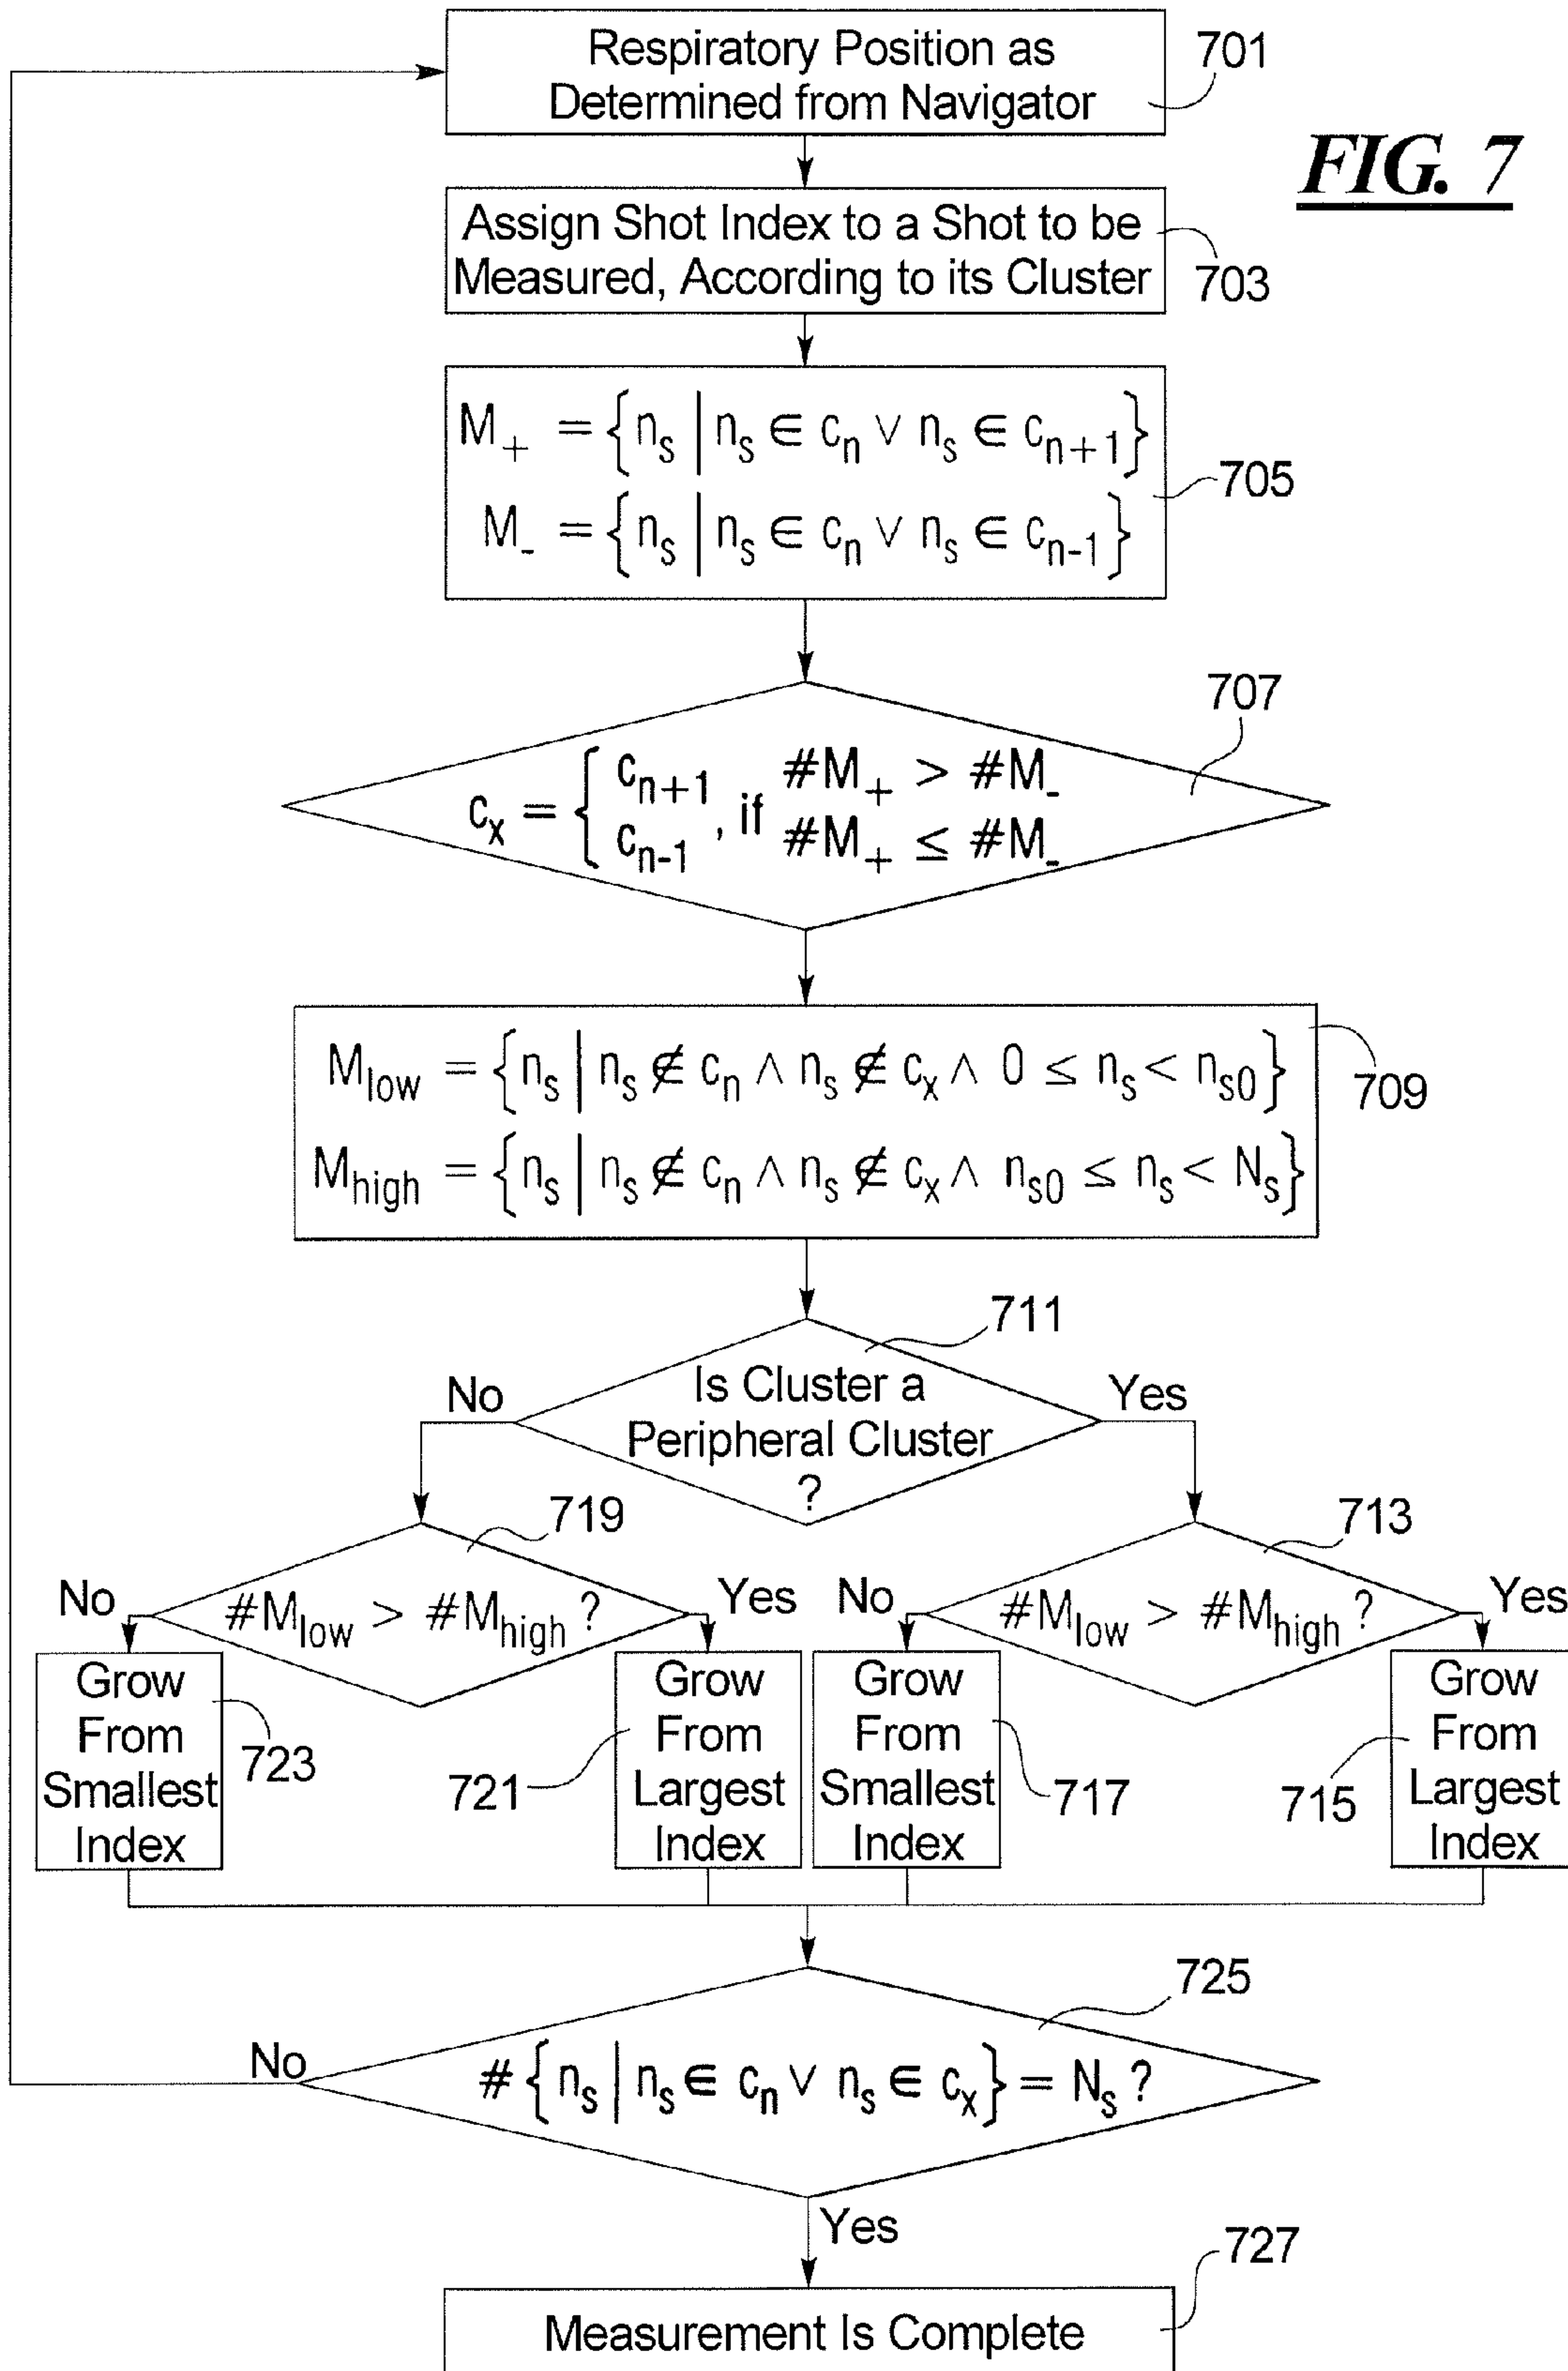 Respiratory Position as
Determined from Navigator
701
FIG. 7
Assign Shot Index to a Shot to be
Measured, According to its Cluster
703
M+ = {ns | ns ∈ cn ∨ ns ∈ cn+1}
M- = {ns | ns ∈ cn ∨ ns ∈ cn-1}
705
707
cx = { cn+1 , if #M+ > #M-
cn-1 #M+ ≤ #M-
Mlow = {ns | ns ∉ cn ∧ ns ∉ cx ∧ 0 ≤ ns < ns0}
709
Mhigh = {ns | ns ∉ cn ∧ ns ∉ cx ∧ ns0 ≤ ns < Ns}
711
No
Is Cluster a
Peripheral Cluster
?
Yes
719
713
No
#Mlow > #Mhigh ?
Yes
No
#Mlow > #Mhigh ?
Yes
Grow
From
Smallest
Index
723
Grow
From
Largest
Index
721
Grow
From
Smallest
Index
717
Grow
From
Largest
Index
715
725
No
#{ns | ns ∈ cn ∨ ns ∈ cx} = Ns ?
Yes
727
Measurement Is Complete